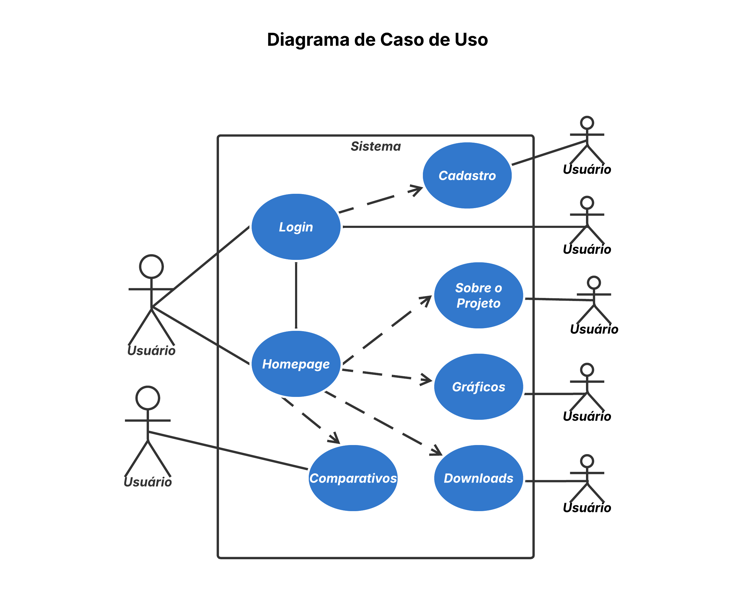 Diagrama de Caso de Uso
Sistema
Cadastro
Usuário
Login
Usuário
Sobre o
Projeto
Usuário
Usuário
Homepage
Gráficos
Usuário
Usuário
Comparativos
Downloads
Usuário